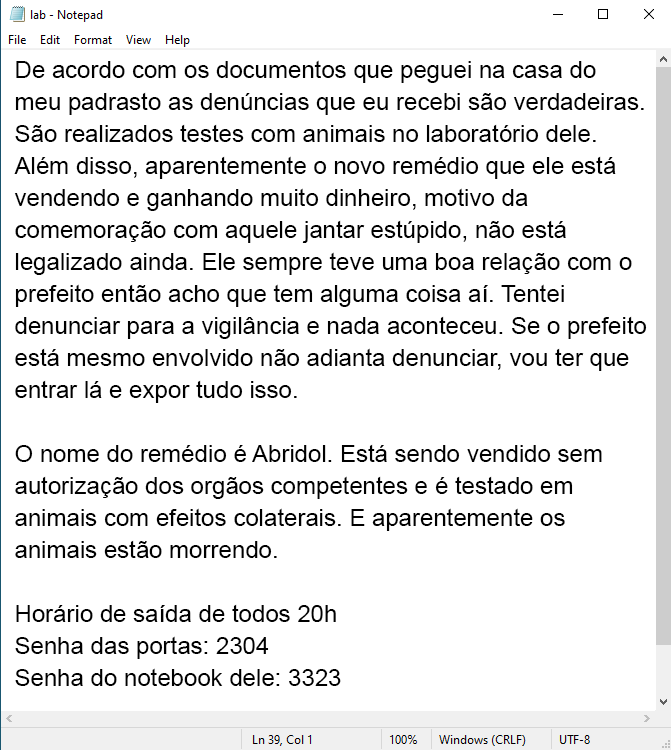 lab - Notepad
File Edit Format View Help
De acordo com os documentos que peguei na casa do
meu padrasto as denúncias que eu recebi são verdadeiras.
São realizados testes com animais no laboratório dele.
Além disso, aparentemente o novo remédio que ele está
vendendo e ganhando muito dinheiro, motivo da
comemoração com aquele jantar estúpido, não está
legalizado ainda. Ele sempre teve uma boa relação com o
prefeito então acho que tem alguma coisa aí. Tentei
denunciar para a vigilância e nada aconteceu. Se o prefeito
está mesmo envolvido não adianta denunciar, vou ter que
entrar lá e expor tudo isso.
O nome do remédio é Abridol. Está sendo vendido sem
autorização dos orgãos competentes e é testado em
animais com efeitos colaterais. E aparentemente os
animais estão morrendo.
Horário de saída de todos 20h
Senha das portas: 2304
Senha do notebook dele: 3323
Ln 39, Col 1 100% Windows (CRLF) UTF-8